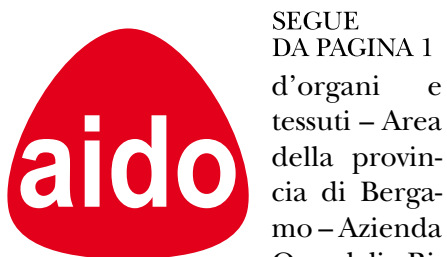 aido
SEGUE
DA PAGINA 1
d’organi e
tessuti – Area
della provin-
cia di Berga-
mo – Azienda